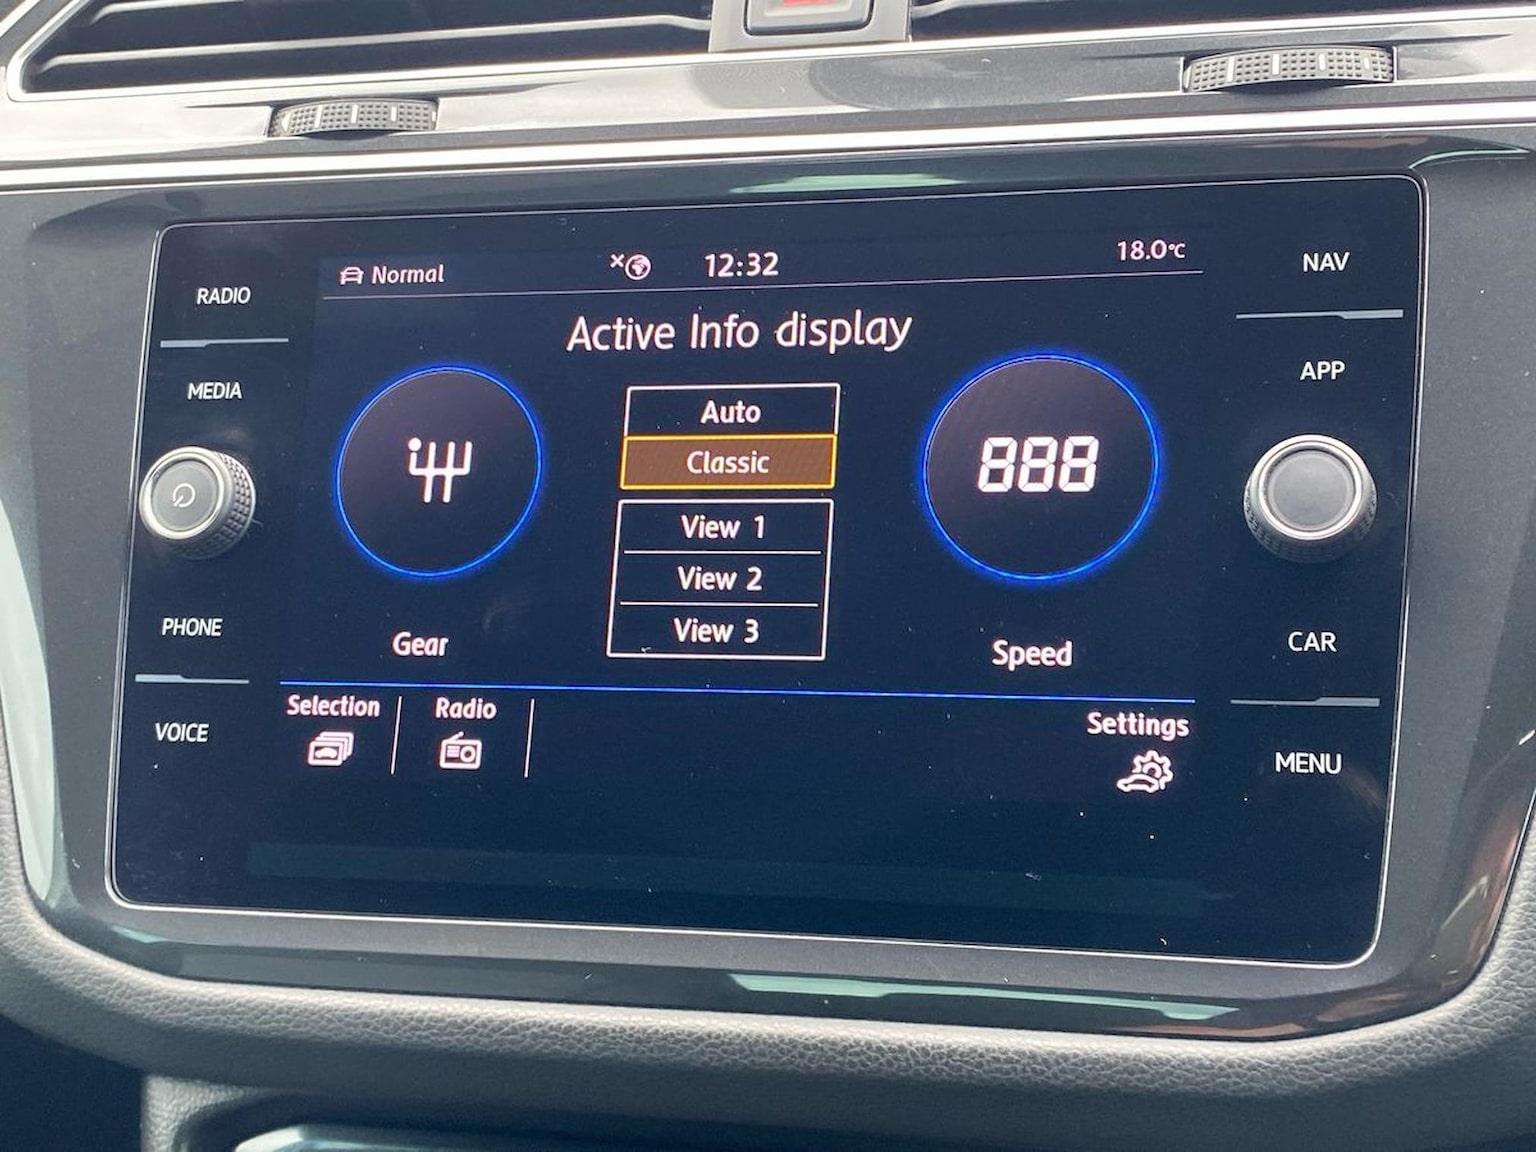 Normal
12:32
18.0°C
RADIO
MEDIA
PHONE
VOICE
Active Info display
Auto
Classic
View 1
View 2
View 3
Gear
888
Speed
Selection
Radio
Settings
NAV
APP
CAR
MENU